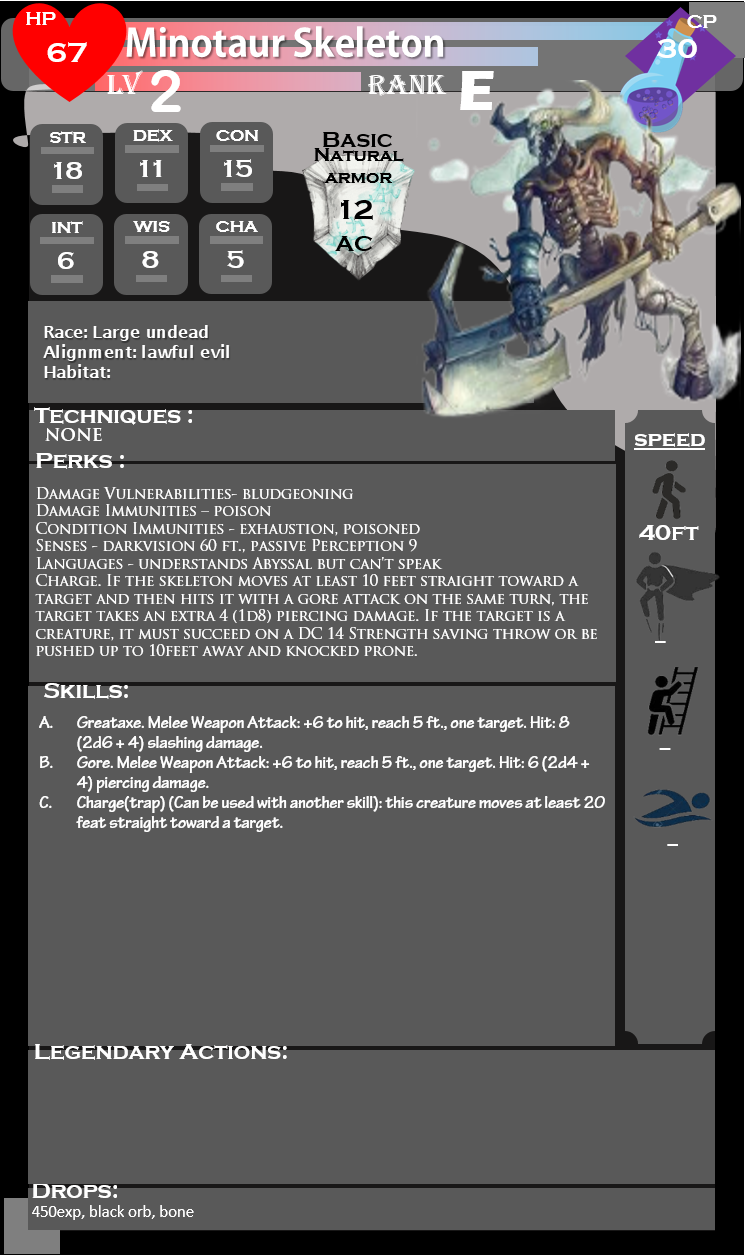 HP
67
Minotaur Skeleton
CP
30
LV 2
RANK E
STR
18
DEX
11
CON
15
INT
6
WIS
8
CHA
5
Basic
Natural
armor
12
AC
Race: Large undead
Alignment: lawful evil
Habitat:
Techniques :
none
Perks :
Damage Vulnerabilities- bludgeoning
Damage Immunities – poison
Condition Immunities - exhaustion, poisoned
Senses - darkvision 60 ft., passive Perception 9
Languages - understands Abyssal but can't speak
Charge. If the skeleton moves at least 10 feet straight toward a
target and then hits it with a gore attack on the same turn, the
target takes an extra 4 (1d8) piercing damage. If the target is a
creature, it must succeed on a DC 14 Strength saving throw or be
pushed up to 10feet away and knocked prone.
SPEED
40FT
–
–
–
Skills:
A. Greataxe. Melee Weapon Attack: +6 to hit, reach 5 ft., one target. Hit: 8
(2d6 + 4) slashing damage.
B. Gore. Melee Weapon Attack: +6 to hit, reach 5 ft., one target. Hit: 6 (2d4 +
4) piercing damage.
C. Charge(trap) (Can be used with another skill): this creature moves at least 20
feat straight toward a target.
Legendary Actions:
Drops:
450exp, black orb, bone